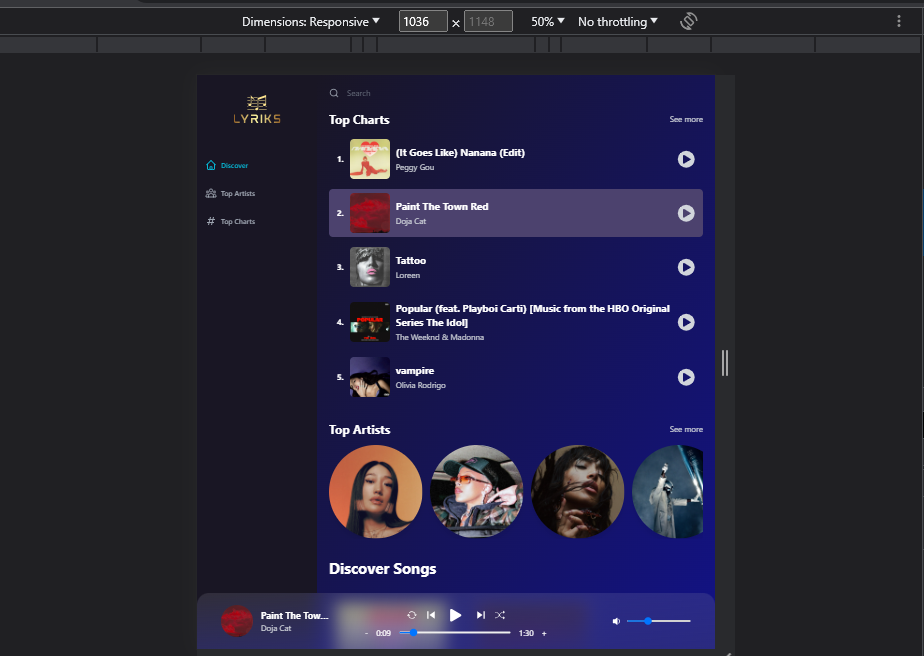 Dimensions: Responsive 1036 × 1148 50% No throttling
LYRIKS
Search
Top Charts See more
Discover
Top Artists
Top Charts
1. (It Goes Like) Nanana (Edit)
Peggy Gou
2. Paint The Town Red
Doja Cat
3. Tattoo
Loreen
4. Popular (feat. Playboi Carti) [Music from the HBO Original
Series The Idol]
The Weeknd & Madonna
5. vampire
Olivia Rodrigo
Top Artists See more
Discover Songs
Paint The Tow...
Doja Cat
- 0:09 1:30 +